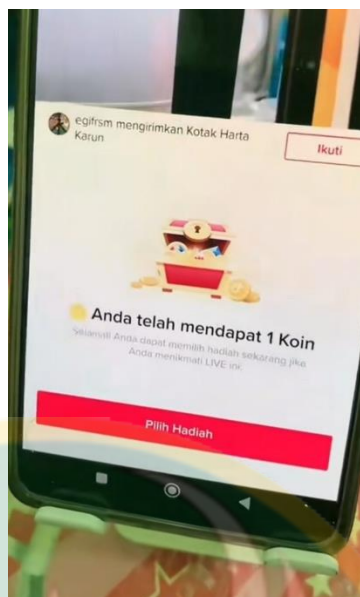 egifrsm mengirimkan Kotak Harta
Karun
Ikuti
Anda telah mendapat 1 Koin
Selamat! Anda dapat memilih hadiah sekarang jika
Anda menikmati LIVE ini.
Pilih Hadiah